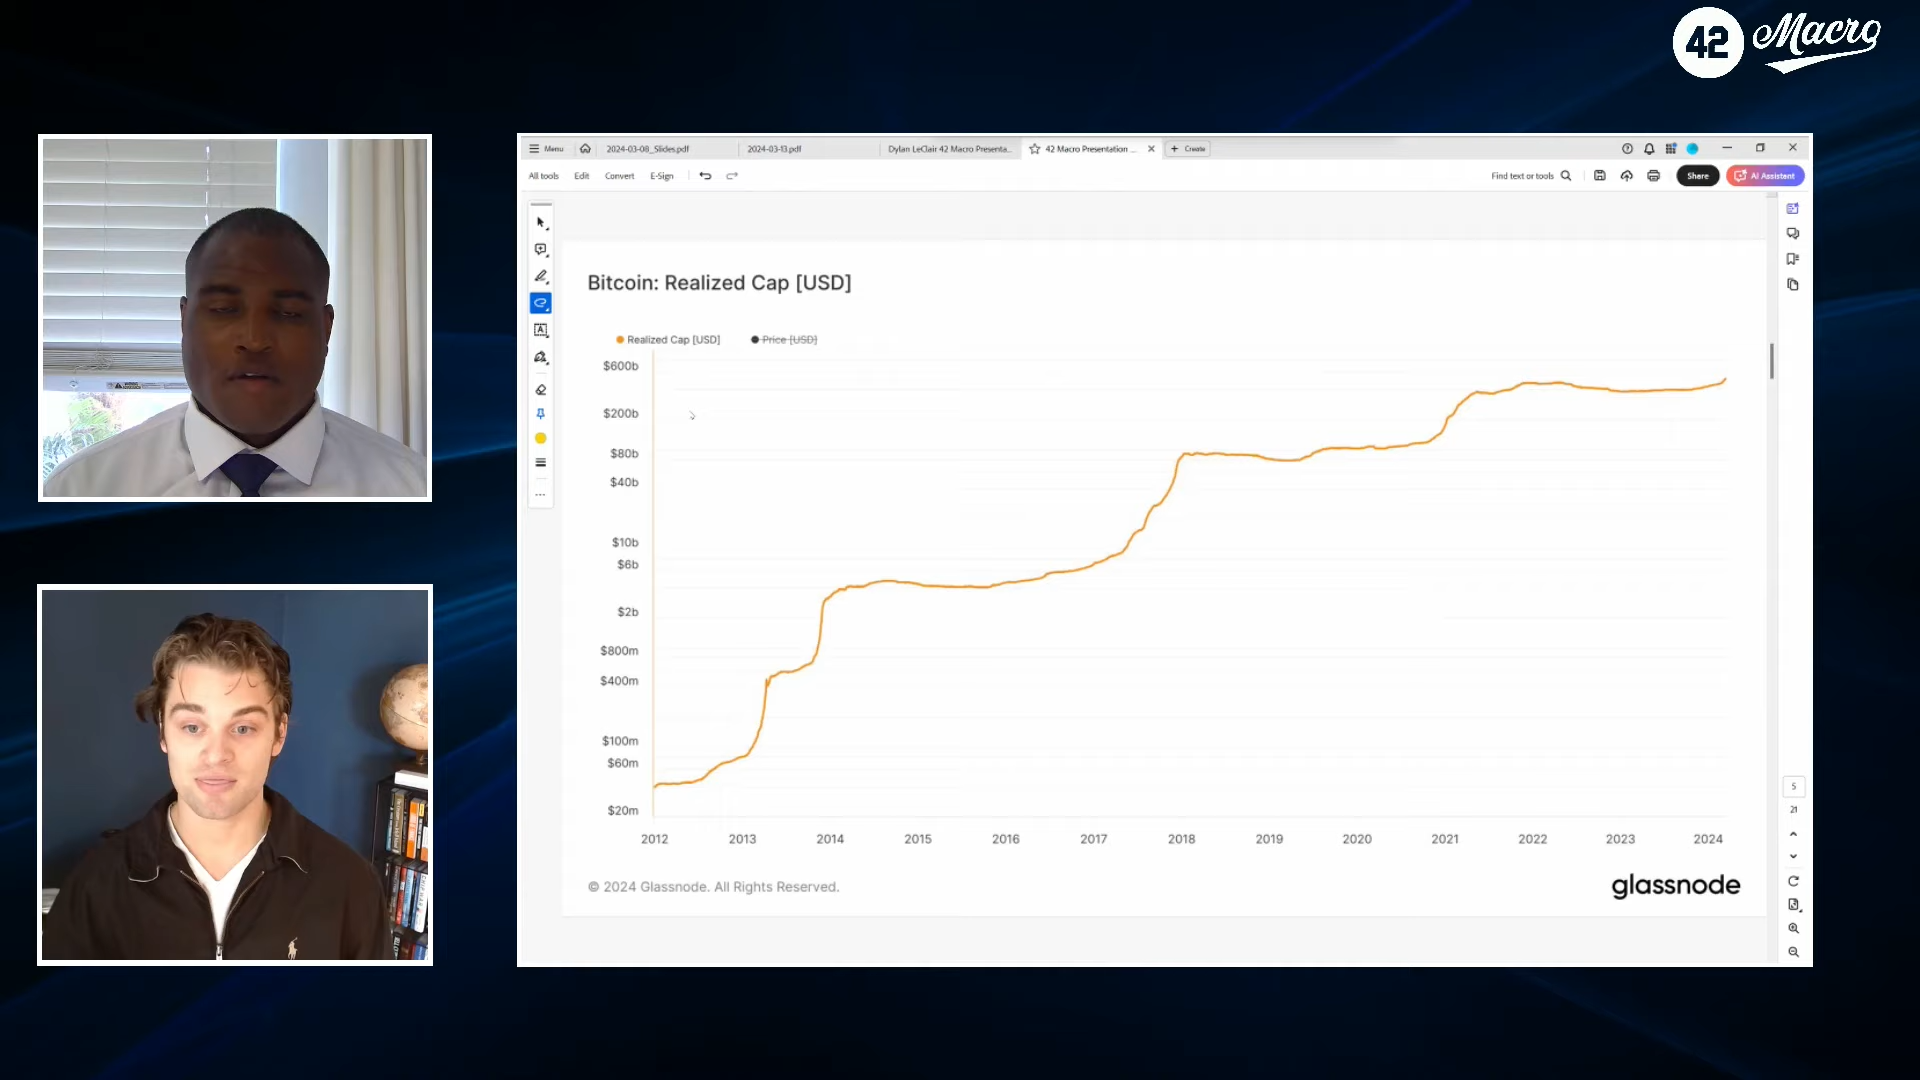 42 Macro
Menu
2024-03-08_Slides.pdf
2024-03-13.pdf
Dylan LeClair 42 Macro Presenta...
42 Macro Presentation ...
Create
All tools
Edit
Convert
E-Sign
Find text or tools
Share
AI Assistant
Bitcoin: Realized Cap [USD]
Realized Cap [USD]
Price [USD]
$600b
$200b
$80b
$40b
$10b
$6b
$2b
$800m
$400m
$100m
$60m
$20m
2012 2013 2014 2015 2016 2017 2018 2019 2020 2021 2022 2023 2024
5
21
© 2024 Glassnode. All Rights Reserved.
glassnode